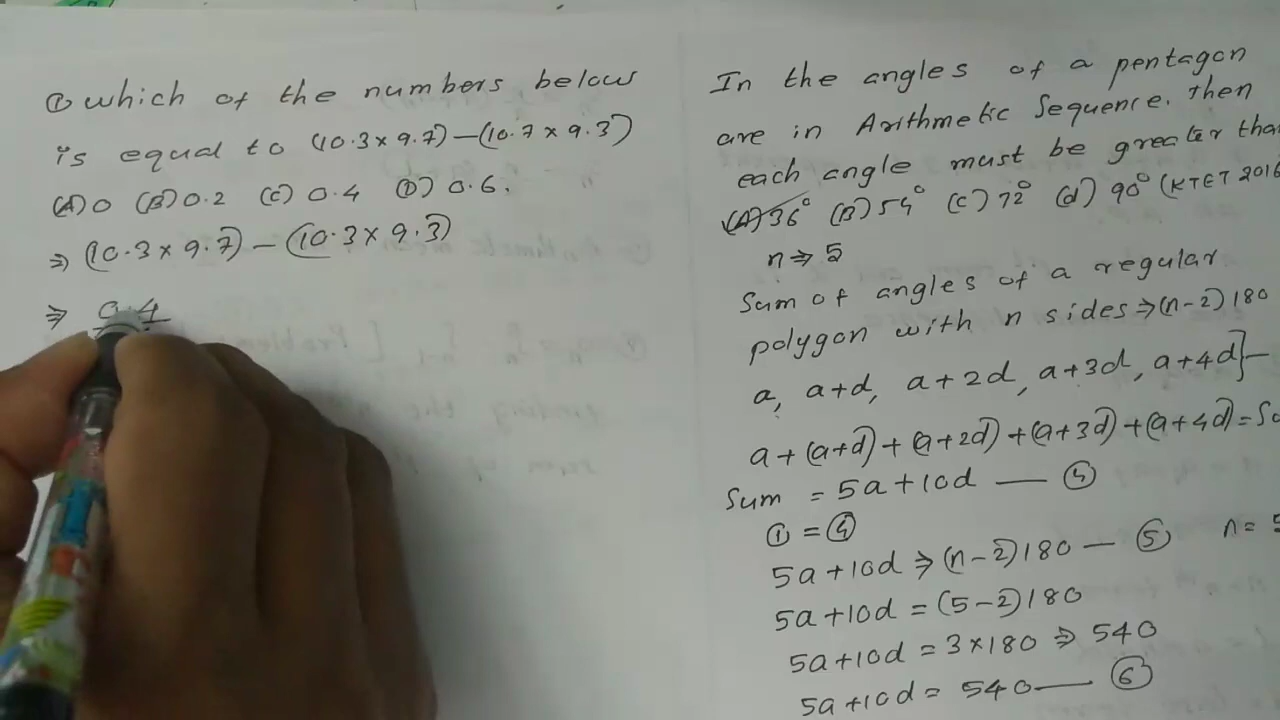 ① which of the numbers below
is equal to (10.3 × 9.7) – (10.7 × 9.3)
(A) 0 (B) 0.2 (C) 0.4 (D) 0.6.
⇒ (10.3 × 9.7) – (10.3 × 9.3)
⇒ 0.4
In the angles of a pentagon
are in Arithmetic Sequence. Then
each angle must be greater than
(A) 36° (B) 54° (C) 72° (d) 90° (KTET 2016
n ⇒ 5
Sum of angles of a regular
polygon with n sides ⇒ (n-2) 180
a, a+d, a+2d, a+3d, a+4d} —
a + (a+d) + (a+2d) + (a+3d) + (a+4d) =
Sum = 5a + 10d — ④
① = ④
5a + 10d ⇒ (n-2) 180 — ⑤ n = 5
5a + 10d = (5-2) 180
5a + 10d = 3 × 180 ⇒ 540
5a + 10d = 540 — ⑥